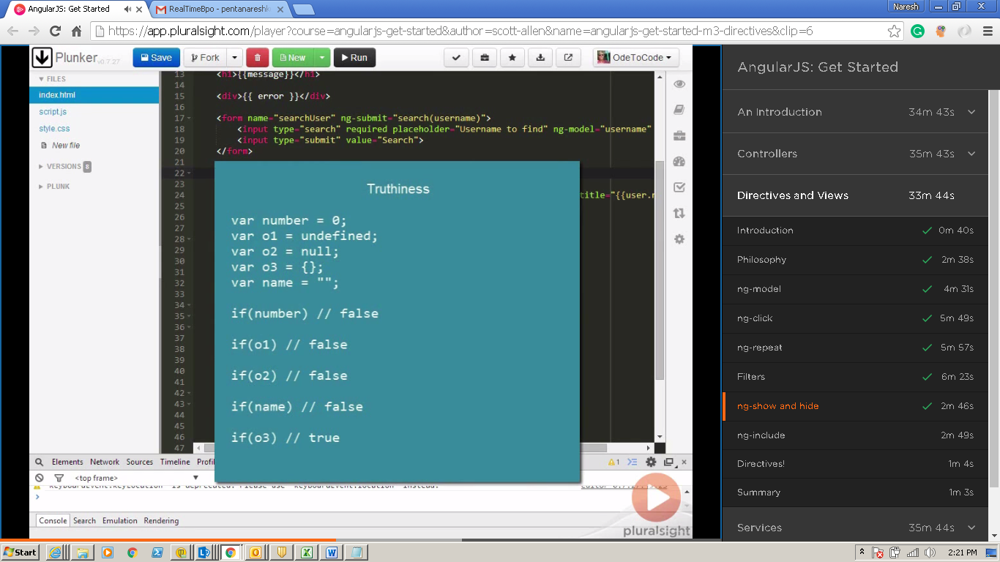 AngularJS: Get Started
RealTimeBpo - pentanareshk
Naresh
https://app.pluralsight.com/player?course=angularjs-get-started&author=scott-allen&name=angularjs-get-started-m3-directives&clip=6
Plunker v0.7.27
Save
Fork
New
Run
OdeToCode
FILES
index.html
script.js
style.css
New file
VERSIONS 8
PLUNK
13 <h1>{{message}}</h1>
14
15 <div>{{ error }}</div>
16
17 <form name="searchUser" ng-submit="search(username)">
18 <input type="search" required placeholder="Username to find" ng-model="username"
19 <input type="submit" value="Search">
20 </form>
21
22
23
24 title="{{user.n
25
26
27
28
29
30
31
32
33
34
35
36
37
38
39
40
41
42
43
44
45
46
47
Truthiness
var number = 0;
var o1 = undefined;
var o2 = null;
var o3 = {};
var name = "";
if(number) // false
if(o1) // false
if(o2) // false
if(name) // false
if(o3) // true
Elements Network Sources Timeline Profil
1
<top frame>
is deprecated. Please use
instead.
Console Search Emulation Rendering
pluralsight
AngularJS: Get Started
An Introduction 34m 43s
Controllers 35m 43s
Directives and Views 33m 44s
Introduction 0m 40s
Philosophy 2m 38s
ng-model 4m 31s
ng-click 5m 49s
ng-repeat 5m 57s
Filters 6m 23s
ng-show and hide 2m 46s
ng-include 2m 49s
Directives! 1m 4s
Summary 1m 3s
Services 35m 44s
Start
2:21 PM